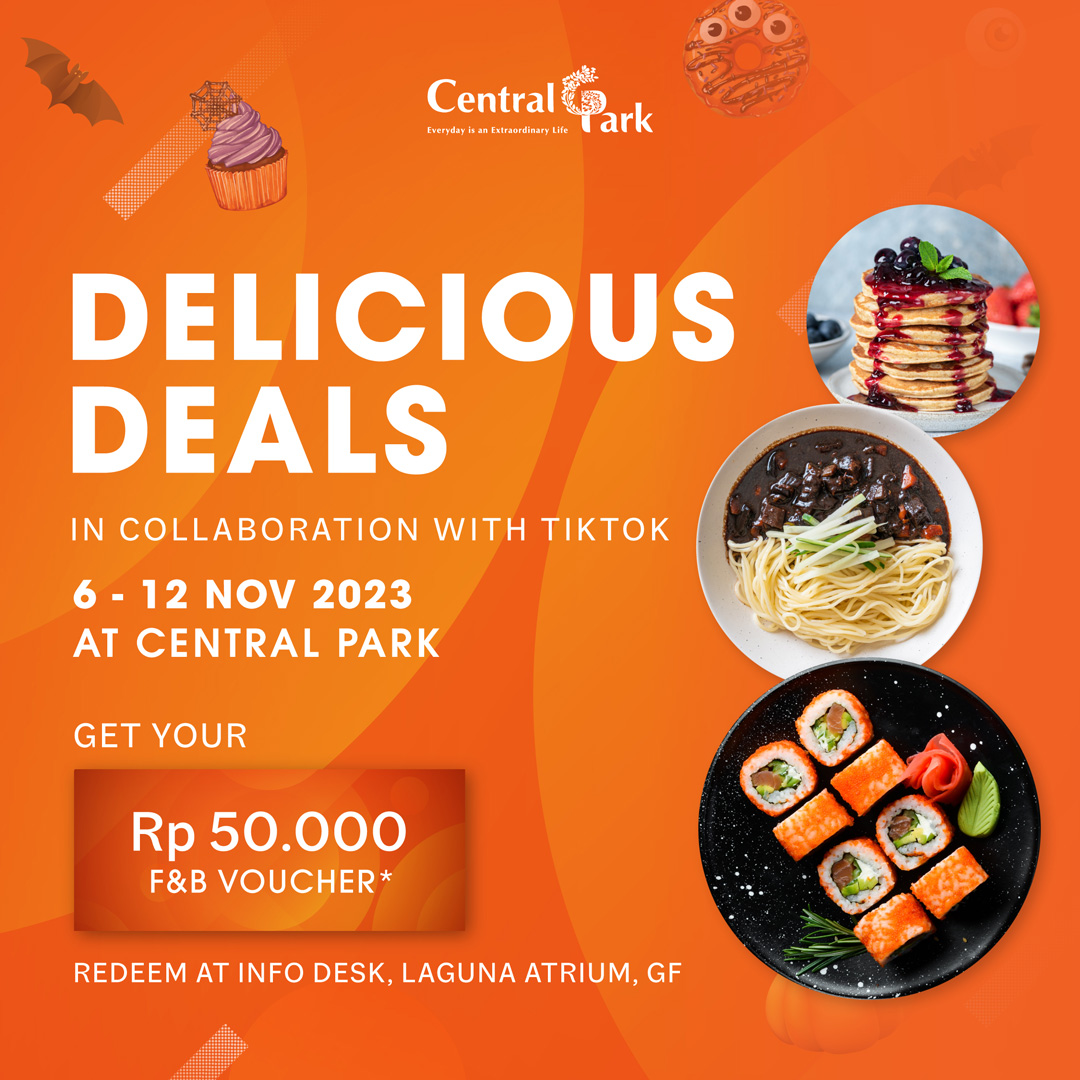 Central Park
Everyday is an Extraordinary Life
DELICIOUS
DEALS
IN COLLABORATION WITH TIKTOK
6 - 12 NOV 2023
AT CENTRAL PARK
GET YOUR
Rp 50.000
F&B VOUCHER*
REDEEM AT INFO DESK, LAGUNA ATRIUM, GF